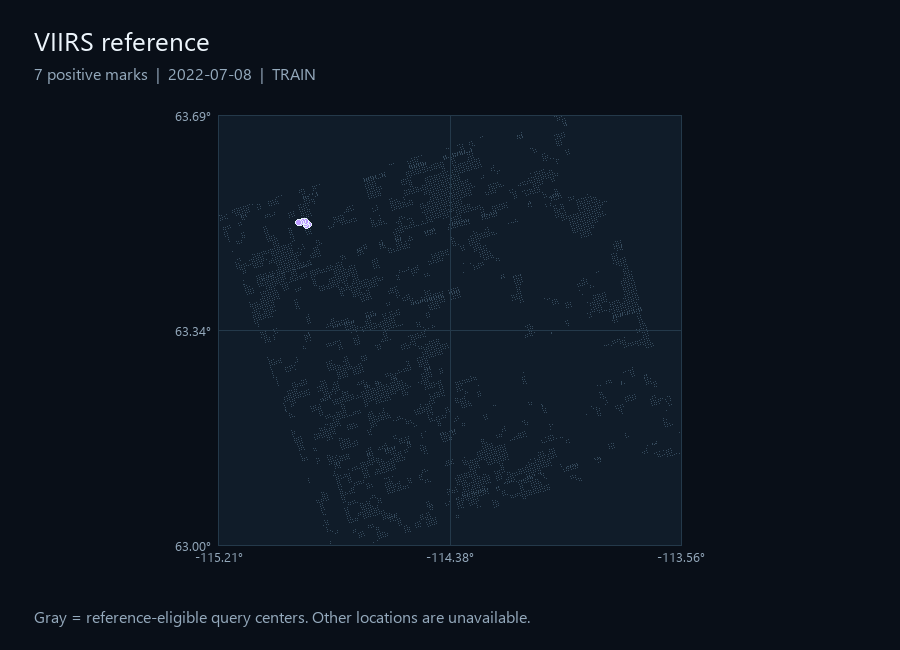 VIIRS reference
7 positive marks | 2022-07-08 | TRAIN
63.69°
63.34°
63.00°
-115.21° -114.38° -113.56°
Gray = reference-eligible query centers. Other locations are unavailable.